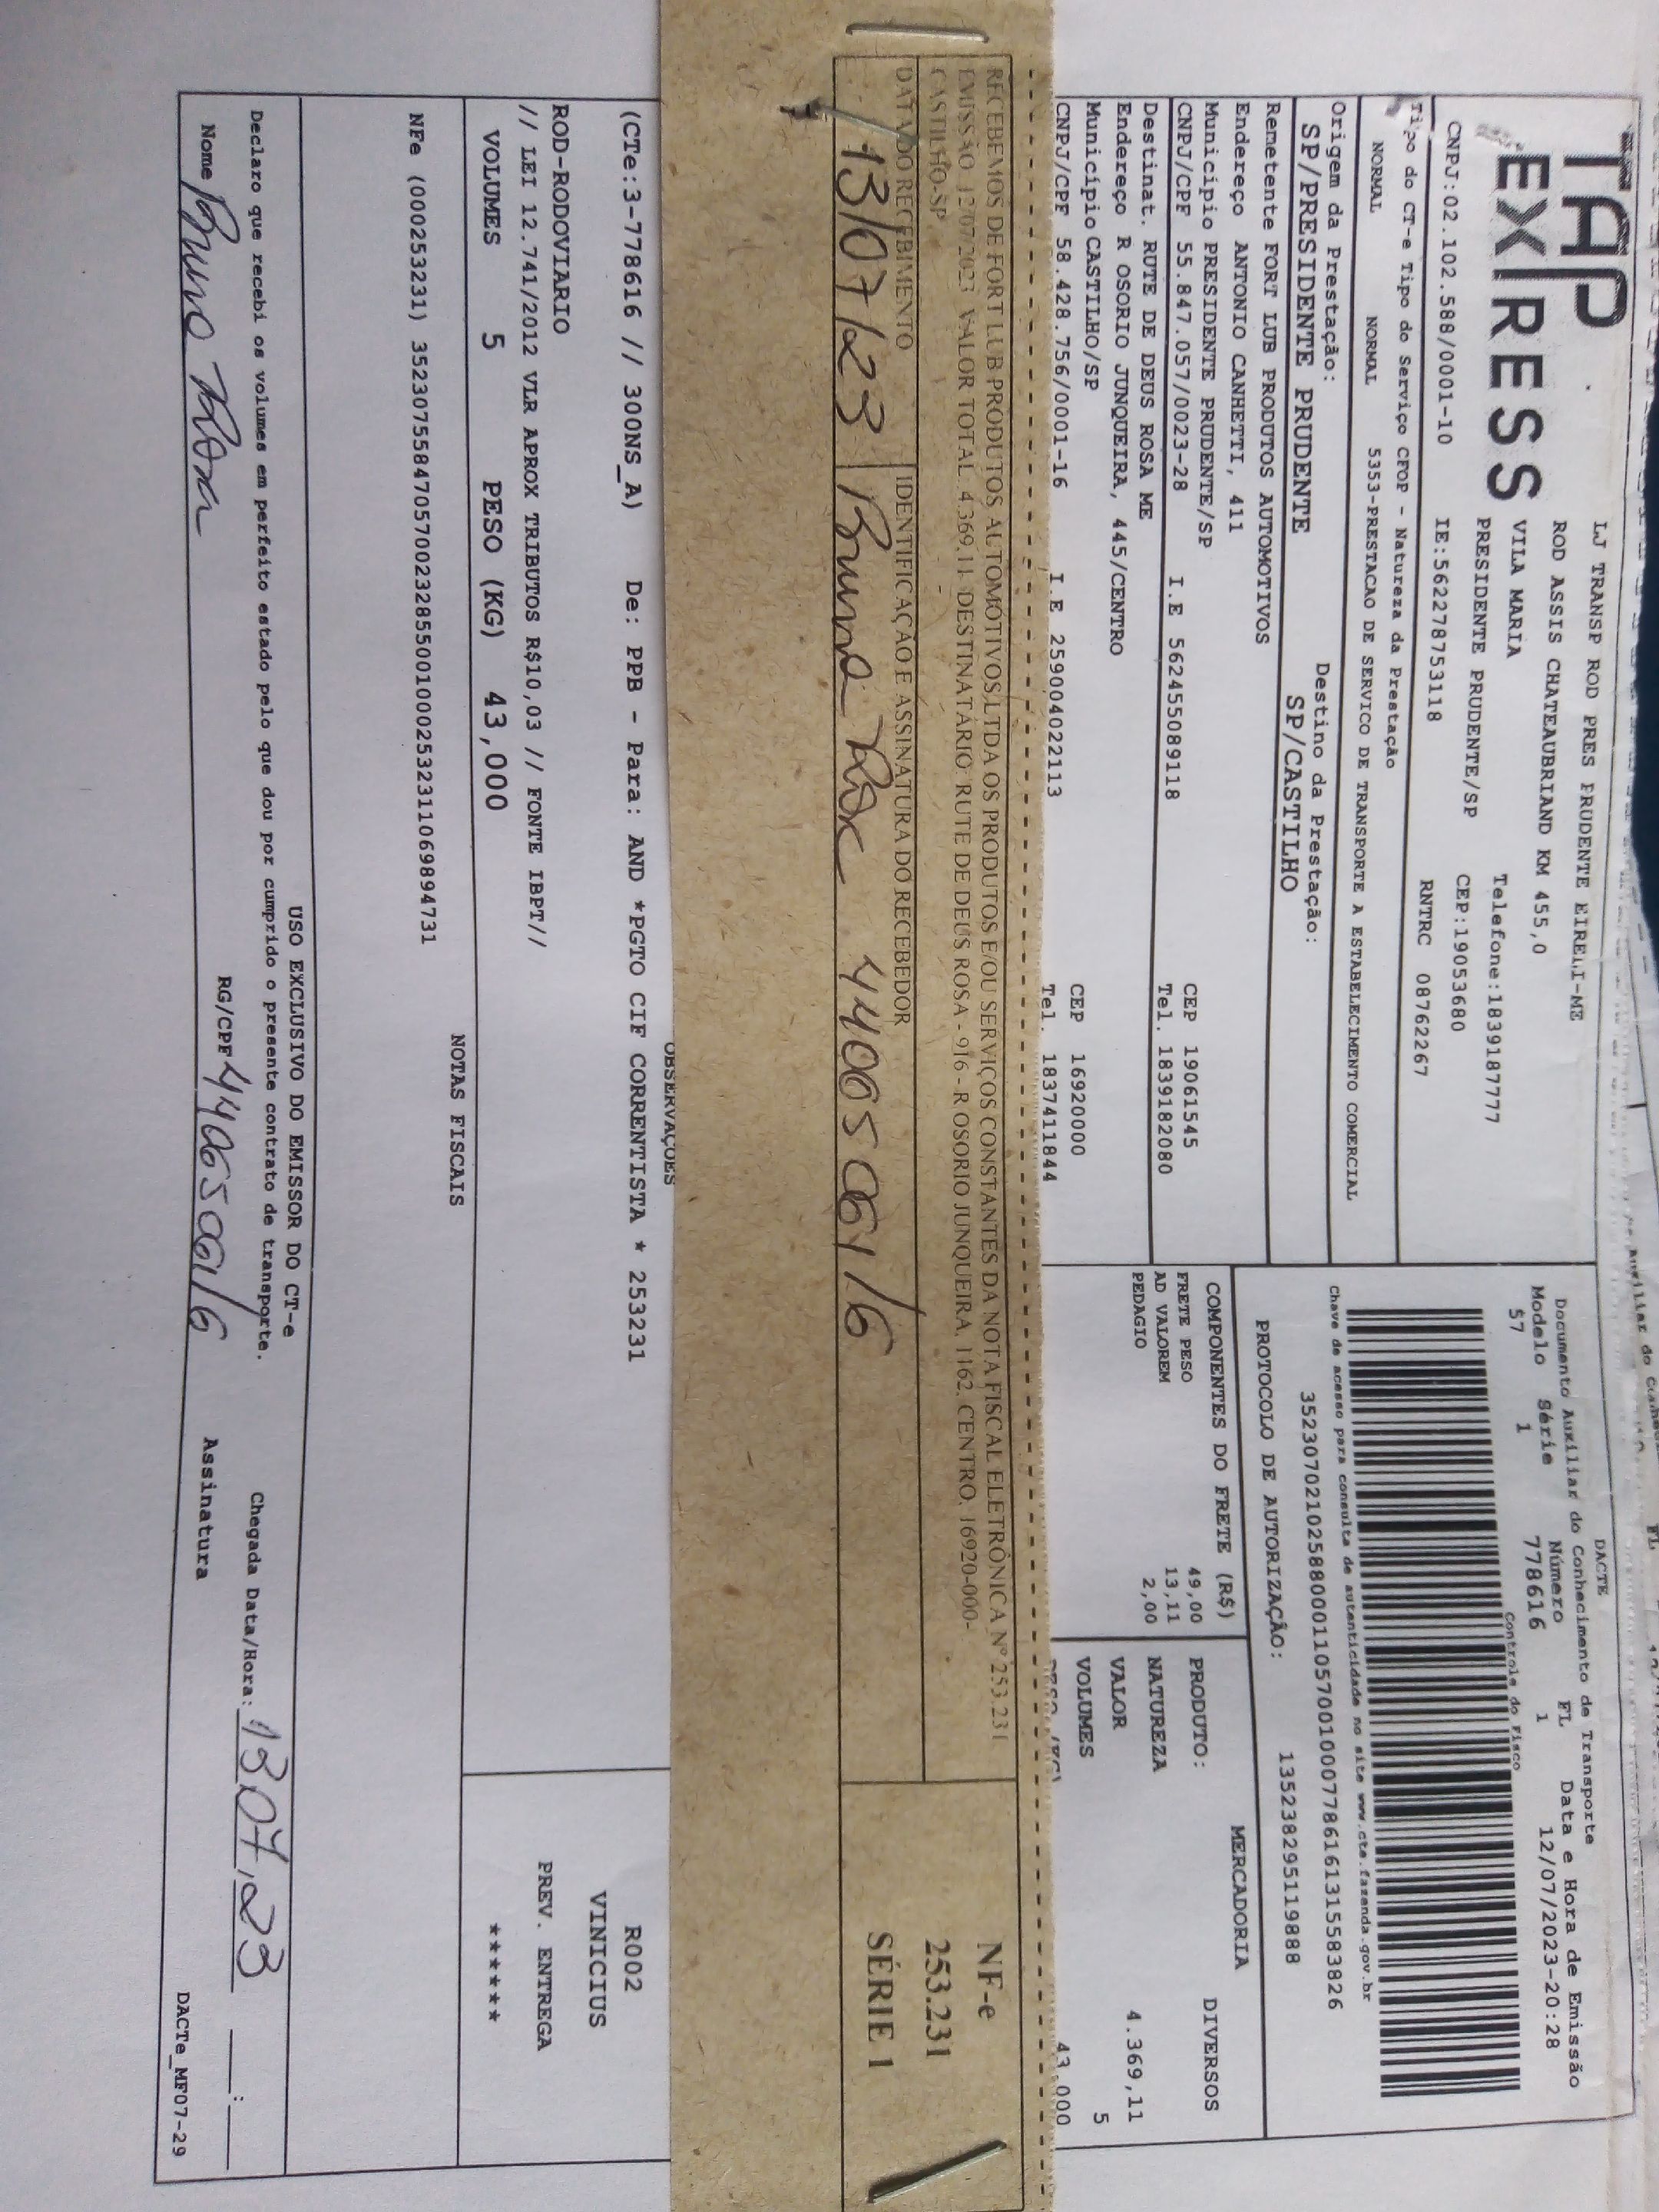 TAP
EX/RESS
LJ TRANSP ROD PRES PRUDENTE EIRELI-ME
ROD ASSIS CHATEAUBRIAND KM 455,0
VILA MARIA
Telefone:1839187777
PRESIDENTE PRUDENTE/SP CEP:19053680
CNPJ:02.102.588/0001-10 IE:562278753118 RNTRC 08762267
DACTE
Documento Auxiliar do Conhecimento de Transporte
Modelo Série Número FL Data e Hora de Emissão
57 1 778616 1 12/07/2023-20:28
Controle do Fisco
Tipo do CT-e Tipo do Serviço CFOP - Natureza da Prestação
NORMAL NORMAL 5353-PRESTACAO DE SERVICO DE TRANSPORTE A ESTABELECIMENTO COMERCIAL
Chave de acesso para consulta de autenticidade no site www.cte.fazenda.gov.br
35230702102588000110570010007786161315583826
Origem da Prestação: Destino da Prestação:
SP/PRESIDENTE PRUDENTE SP/CASTILHO
PROTOCOLO DE AUTORIZAÇÃO: 135238295119888
Remetente FORT LUB PRODUTOS AUTOMOTIVOS
Endereço ANTONIO CANHETTI, 411
Município PRESIDENTE PRUDENTE/SP CEP 19061545
CNPJ/CPF 55.847.057/0023-28 I.E 562455089118 Tel. 1839182080
Destinat. RUTE DE DEUS ROSA ME
Endereço R OSORIO JUNQUEIRA, 445/CENTRO
Município CASTILHO/SP CEP 16920000
CNPJ/CPF 58.428.756/0001-16 I.E 259004022113 Tel. 1837411844
COMPONENTES DO FRETE (R$)
FRETE PESO 49,00
AD VALOREM 13,11
PEDAGIO 2,00
MERCADORIA
PRODUTO: DIVERSOS
NATUREZA
VALOR 4.369,11
VOLUMES 5
PESO (KG) 43,000
RECEBEMOS DE FORT LUB PRODUTOS AUTOMOTIVOS LTDA OS PRODUTOS E/OU SERVIÇOS CONSTANTES DA NOTA FISCAL ELETRÔNICA Nº 253.231
EMISSÃO 12/07/2023 VALOR TOTAL 4.369,11 DESTINATÁRIO: RUTE DE DEUS ROSA - 916 - R OSORIO JUNQUEIRA, 1162, CENTRO, 16920-000-
CASTILHO-SP
DATA DO RECEBIMENTO IDENTIFICAÇÃO E ASSINATURA DO RECEBEDOR
13/07/23 Bruno 440650616
NF-e
253.231
SÉRIE 1
OBSERVAÇÕES
(CTe:3-778616 // 300NS_A) De: PPB - Para: AND *PGTO CIF CORRENTISTA * 253231
ROD-RODOVIARIO
// LEI 12.741/2012 VLR APROX TRIBUTOS R$10,03 // FONTE IBPT//
VOLUMES 5 PESO (KG) 43,000
R002
VINICIUS
PREV. ENTREGA
******
NOTAS FISCAIS
NFe (000253231) 35230755847057002328550010002532311069894731
USO EXCLUSIVO DO EMISSOR DO CT-e
Declaro que recebi os volumes em perfeito estado pelo que dou por cumprido o presente contrato de transporte.
Chegada Data/Hora: 13 07, 23 __:__
Nome Bruno RG/CPF 440650616 Assinatura
DACTe_MF07-29